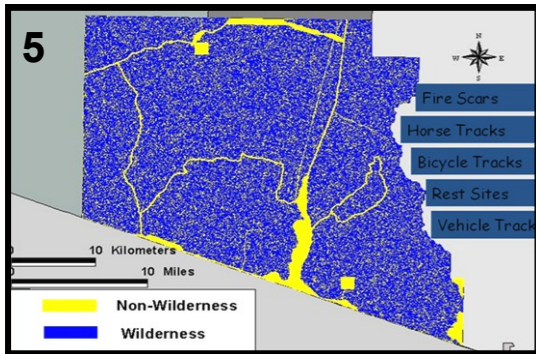 5
N
W E
S
Fire Scars
Horse Tracks
Bicycle Tracks
Rest Sites
Vehicle Track
10 Kilometers
10 Miles
Non-Wilderness
Wilderness